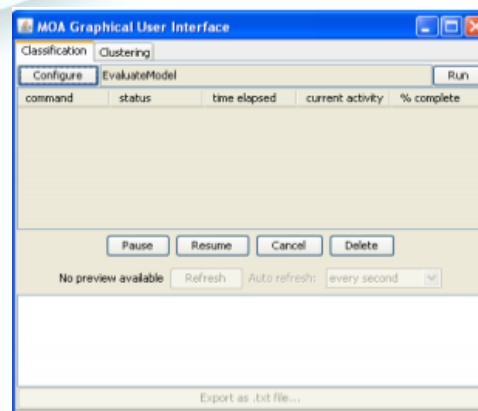 MOA Graphical User Interface
Classification Clustering
Configure EvaluateModel Run
command status time elapsed current activity % complete
Pause Resume Cancel Delete
No preview available Refresh Auto refresh: every second
Export as .txt file...